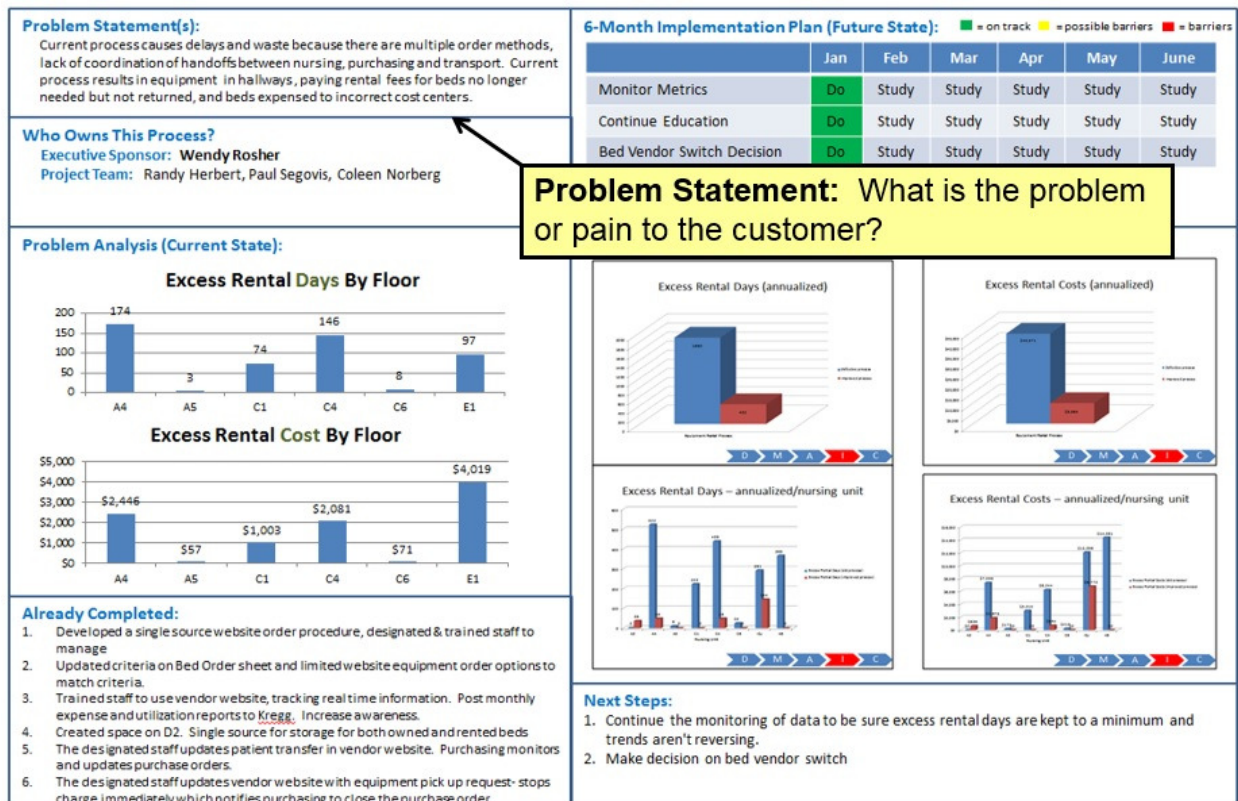 Problem Statement(s):
Current process causes delays and waste because there are multiple order methods,
lack of coordination of handoffs between nursing, purchasing and transport. Current
process results in equipment in hallways, paying rental fees for beds no longer
needed but not returned, and beds expensed to incorrect cost centers.
Who Owns This Process?
Executive Sponsor: Wendy Rosher
Project Team: Randy Herbert, Paul Segovis, Coleen Norberg
6-Month Implementation Plan (Future State): = on track = possible barriers = barriers
Jan Feb Mar Apr May June
Monitor Metrics Do Study Study Study Study Study
Continue Education Do Study Study Study Study Study
Bed Vendor Switch Decision Do Study Study Study Study Study
Problem Statement: What is the problem
or pain to the customer?
Problem Analysis (Current State):
Excess Rental Days By Floor
200
150
100
50
0
174 3 74 146 8 97
A4 A5 C1 C4 C6 E1
Excess Rental Cost By Floor
$5,000
$4,000
$3,000
$2,000
$1,000
$0
$2,446 $57 $1,003 $2,081 $71 $4,019
A4 A5 C1 C4 C6 E1
Already Completed:
1. Developed a single source website order procedure, designated & trained staff to
manage
2. Updated criteria on Bed Order sheet and limited website equipment order options to
match criteria.
3. Trained staff to use vendor website, tracking real time information. Post monthly
expense and utilization reports to Kregg. Increase awareness.
4. Created space on D2. Single source for storage for both owned and rented beds
5. The designated staff updates patient transfer in vendor website. Purchasing monitors
and updates purchase orders.
6. The designated staff updates vendor website with equipment pick up request- stops
charge immediately which notifies purchasing to close the purchase order
Excess Rental Days (annualized)
D M A I C
Excess Rental Costs (annualized)
D M A I C
Excess Rental Days – annualized/nursing unit
D M A I C
Excess Rental Costs – annualized/nursing unit
D M A I C
Next Steps:
1. Continue the monitoring of data to be sure excess rental days are kept to a minimum and
trends aren't reversing.
2. Make decision on bed vendor switch